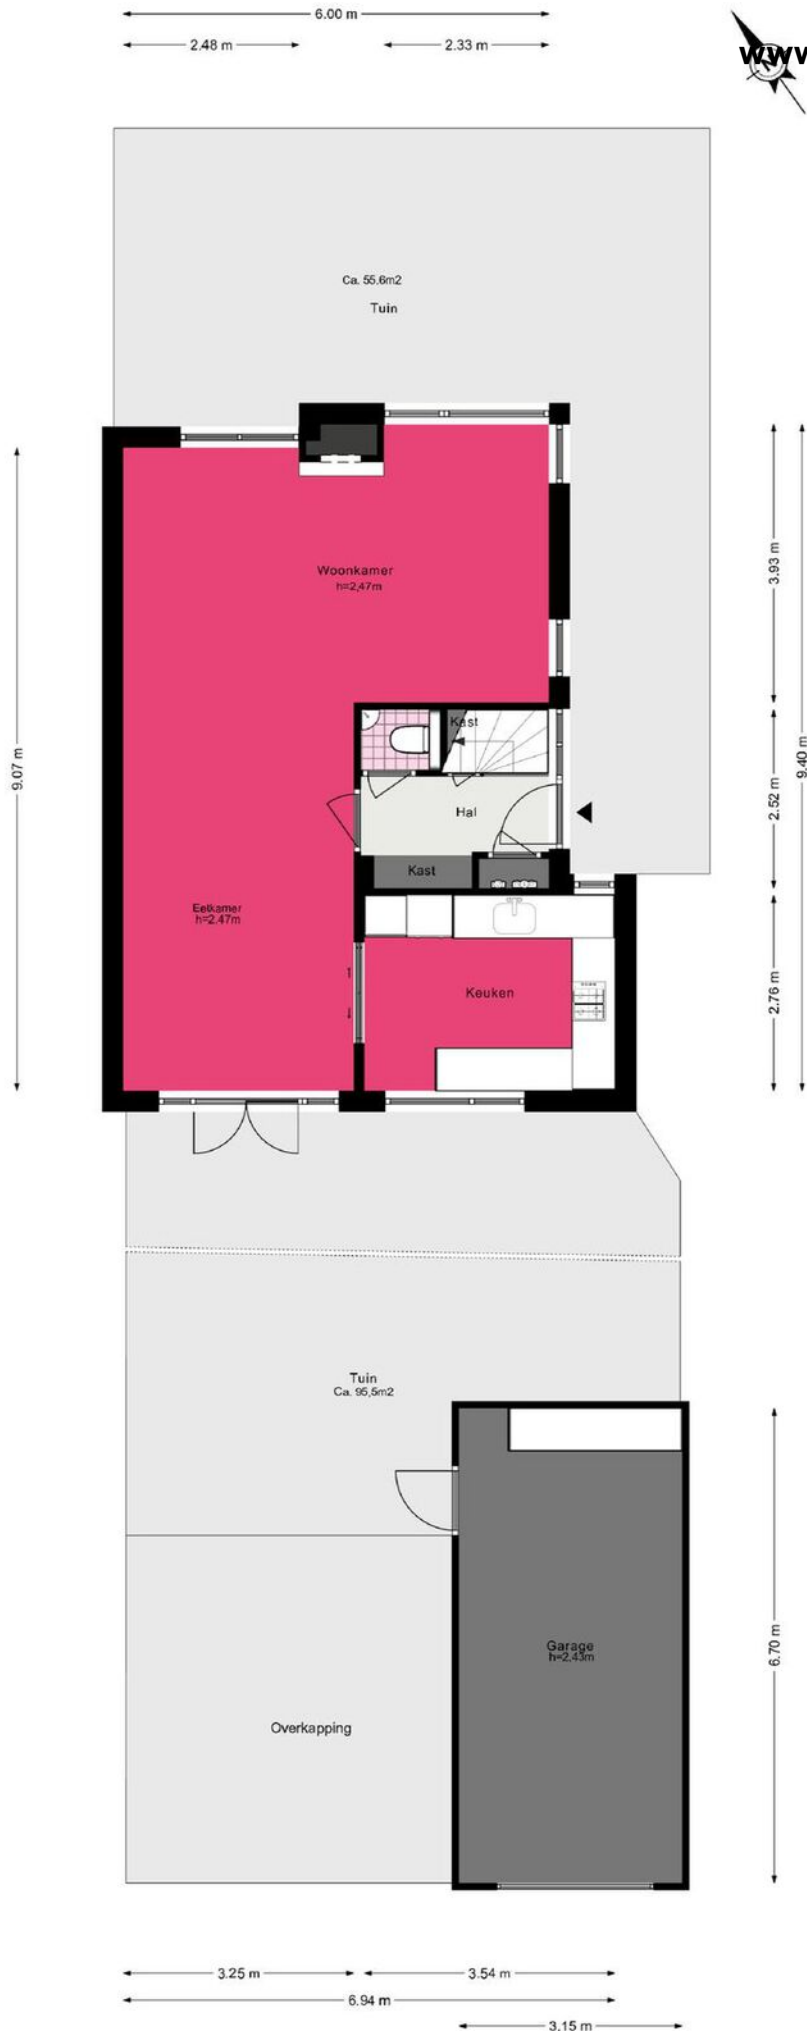 6.00 m
2.48 m
2.33 m
www
Ca. 55,6m2
Tuin
Woonkamer
h=2,47m
3.93 m
9.40 m
9.07 m
Kast
2.52 m
Hal
Kast
Eetkamer
h=2.47m
Keuken
2.76 m
Tuin
Ca. 95,5m2
Garage
h=2.43m
6.70 m
Overkapping
3.25 m
3.54 m
6.94 m
3.15 m